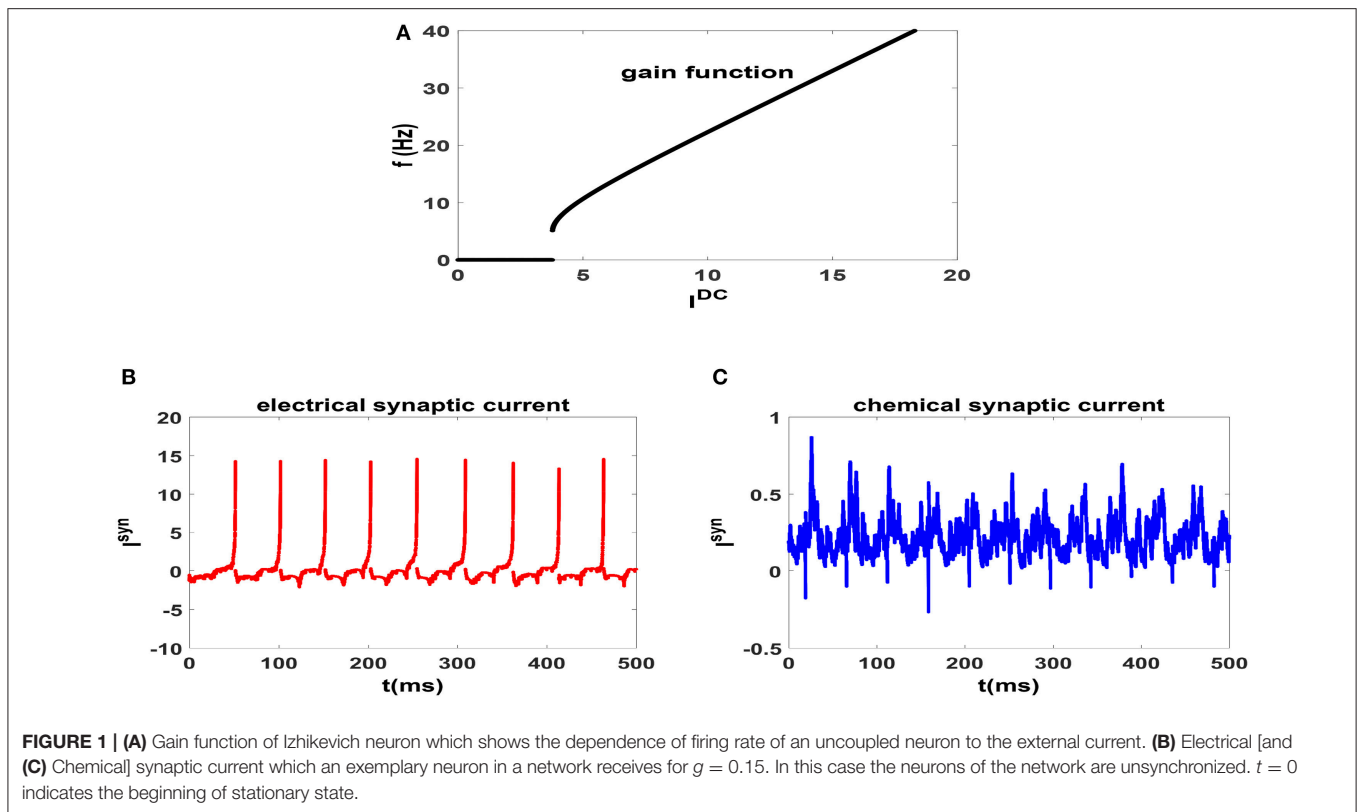 A
gain function
f (Hz)
40
30
20
10
0
0 5 10 15 20
I^DC
B
electrical synaptic current
I^syn
20
15
10
5
0
-5
-10
0 100 200 300 400 500
t(ms)
C
chemical synaptic current
I^syn
1
0.5
0
-0.5
0 100 200 300 400 500
t(ms)
FIGURE 1 | (A) Gain function of Izhikevich neuron which shows the dependence of firing rate of an uncoupled neuron to the external current. (B) Electrical [and
(C) Chemical] synaptic current which an exemplary neuron in a network receives for g = 0.15. In this case the neurons of the network are unsynchronized. t = 0
indicates the beginning of stationary state.